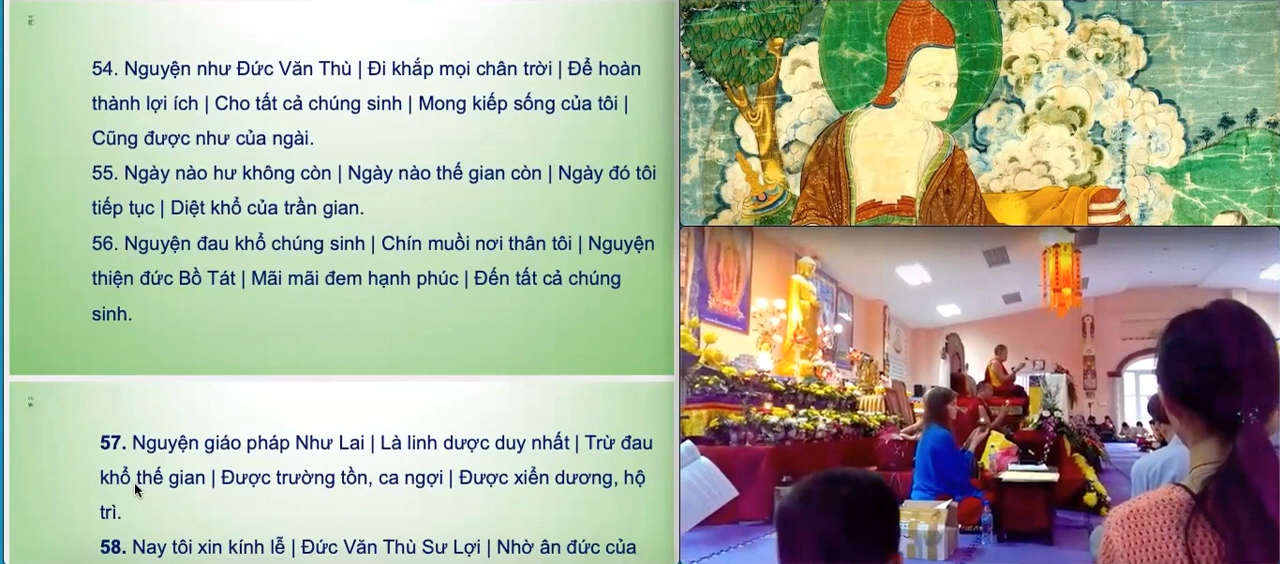 54. Nguyện như Đức Văn Thù | Đi khắp mọi chân trời | Để hoàn
thành lợi ích | Cho tất cả chúng sinh | Mong kiếp sống của tôi |
Cũng được như của ngài.
55. Ngày nào hư không còn | Ngày nào thế gian còn | Ngày đó tôi
tiếp tục | Diệt khổ của trần gian.
56. Nguyện đau khổ chúng sinh | Chín muồi nơi thân tôi | Nguyện
thiện đức Bồ Tát | Mãi mãi đem hạnh phúc | Đến tất cả chúng
sinh.
57. Nguyện giáo pháp Như Lai | Là linh dược duy nhất | Trừ đau
khổ thế gian | Được trường tồn, ca ngợi | Được xiển dương, hộ
trì.
58. Nay tôi xin kính lễ | Đức Văn Thù Sư Lợi | Nhờ ân đức của